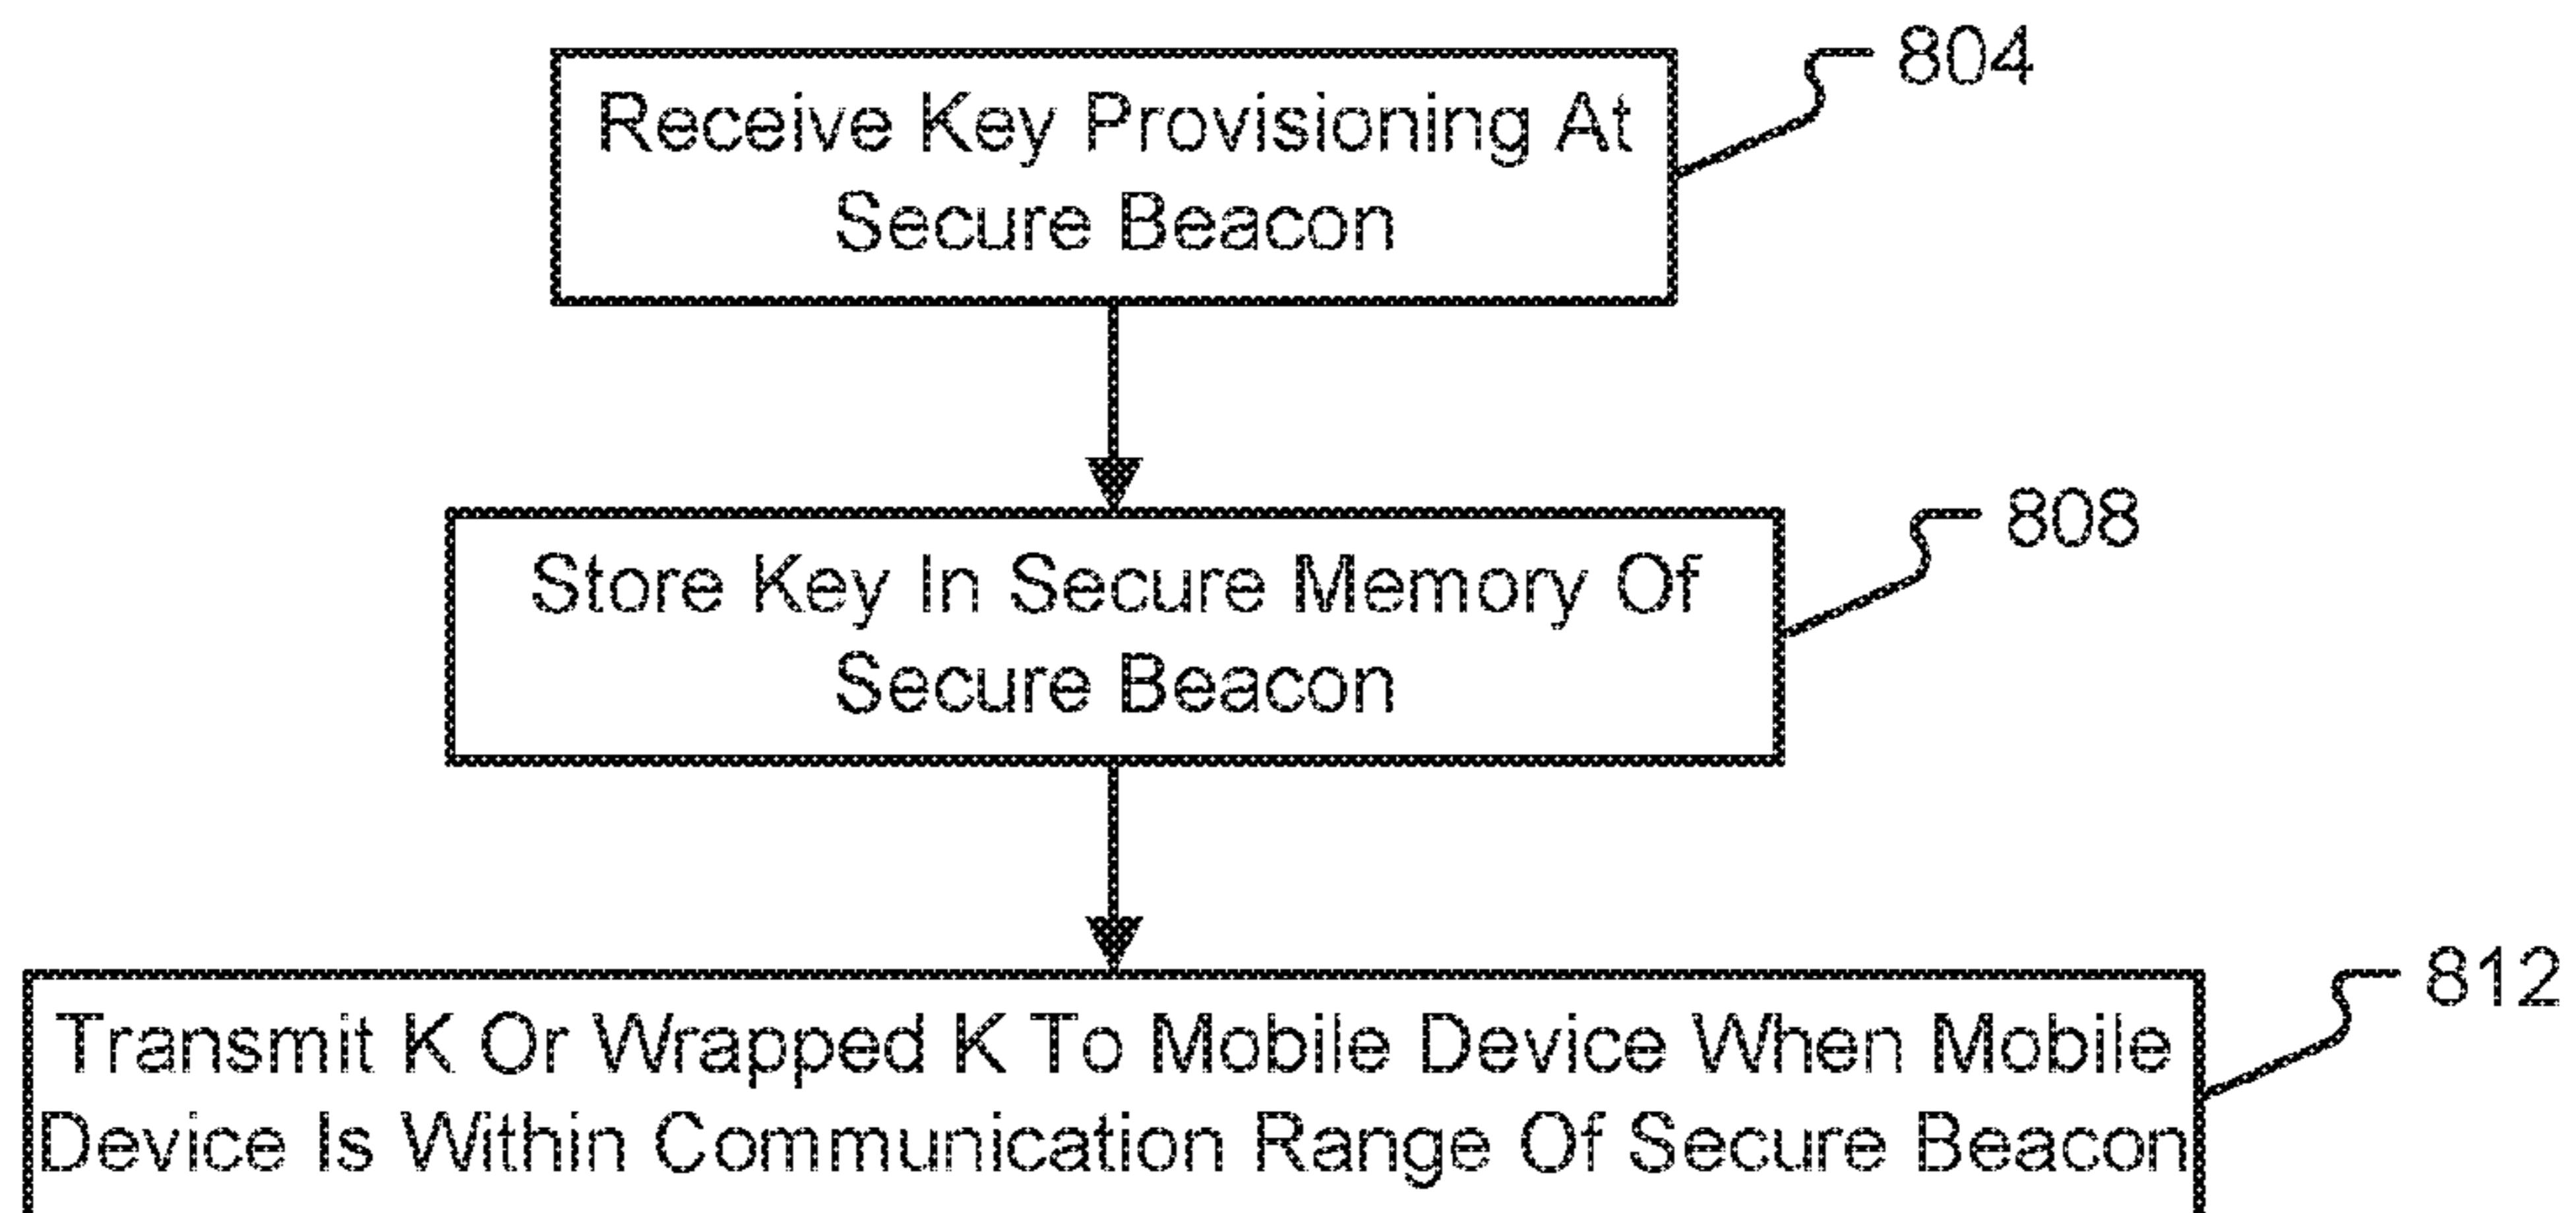 Receive Key Provisioning At
Secure Beacon
804
Store Key In Secure Memory Of
Secure Beacon
808
Transmit K Or Wrapped K To Mobile Device When Mobile
Device Is Within Communication Range Of Secure Beacon
812